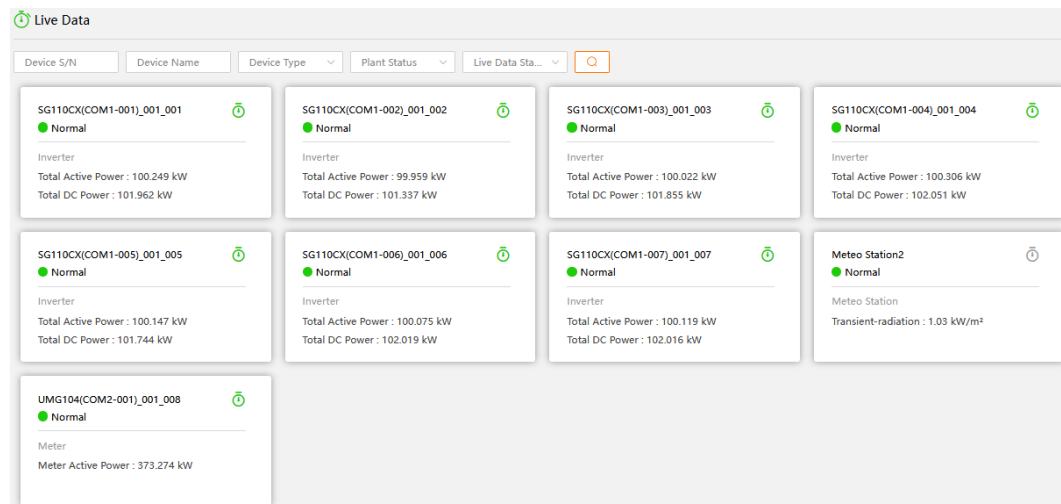 Live Data
Device S/N
Device Name
Device Type
Plant Status
Live Data Sta...
SG110CX(COM1-001)_001_001
Normal
Inverter
Total Active Power : 100.249 kW
Total DC Power : 101.962 kW
SG110CX(COM1-002)_001_002
Normal
Inverter
Total Active Power : 99.959 kW
Total DC Power : 101.337 kW
SG110CX(COM1-003)_001_003
Normal
Inverter
Total Active Power : 100.022 kW
Total DC Power : 101.855 kW
SG110CX(COM1-004)_001_004
Normal
Inverter
Total Active Power : 100.306 kW
Total DC Power : 102.051 kW
SG110CX(COM1-005)_001_005
Normal
Inverter
Total Active Power : 100.147 kW
Total DC Power : 101.744 kW
SG110CX(COM1-006)_001_006
Normal
Inverter
Total Active Power : 100.075 kW
Total DC Power : 102.019 kW
SG110CX(COM1-007)_001_007
Normal
Inverter
Total Active Power : 100.119 kW
Total DC Power : 102.016 kW
Meteo Station2
Normal
Meteo Station
Transient-radiation : 1.03 kW/m²
UMG104(COM2-001)_001_008
Normal
Meter
Meter Active Power : 373.274 kW